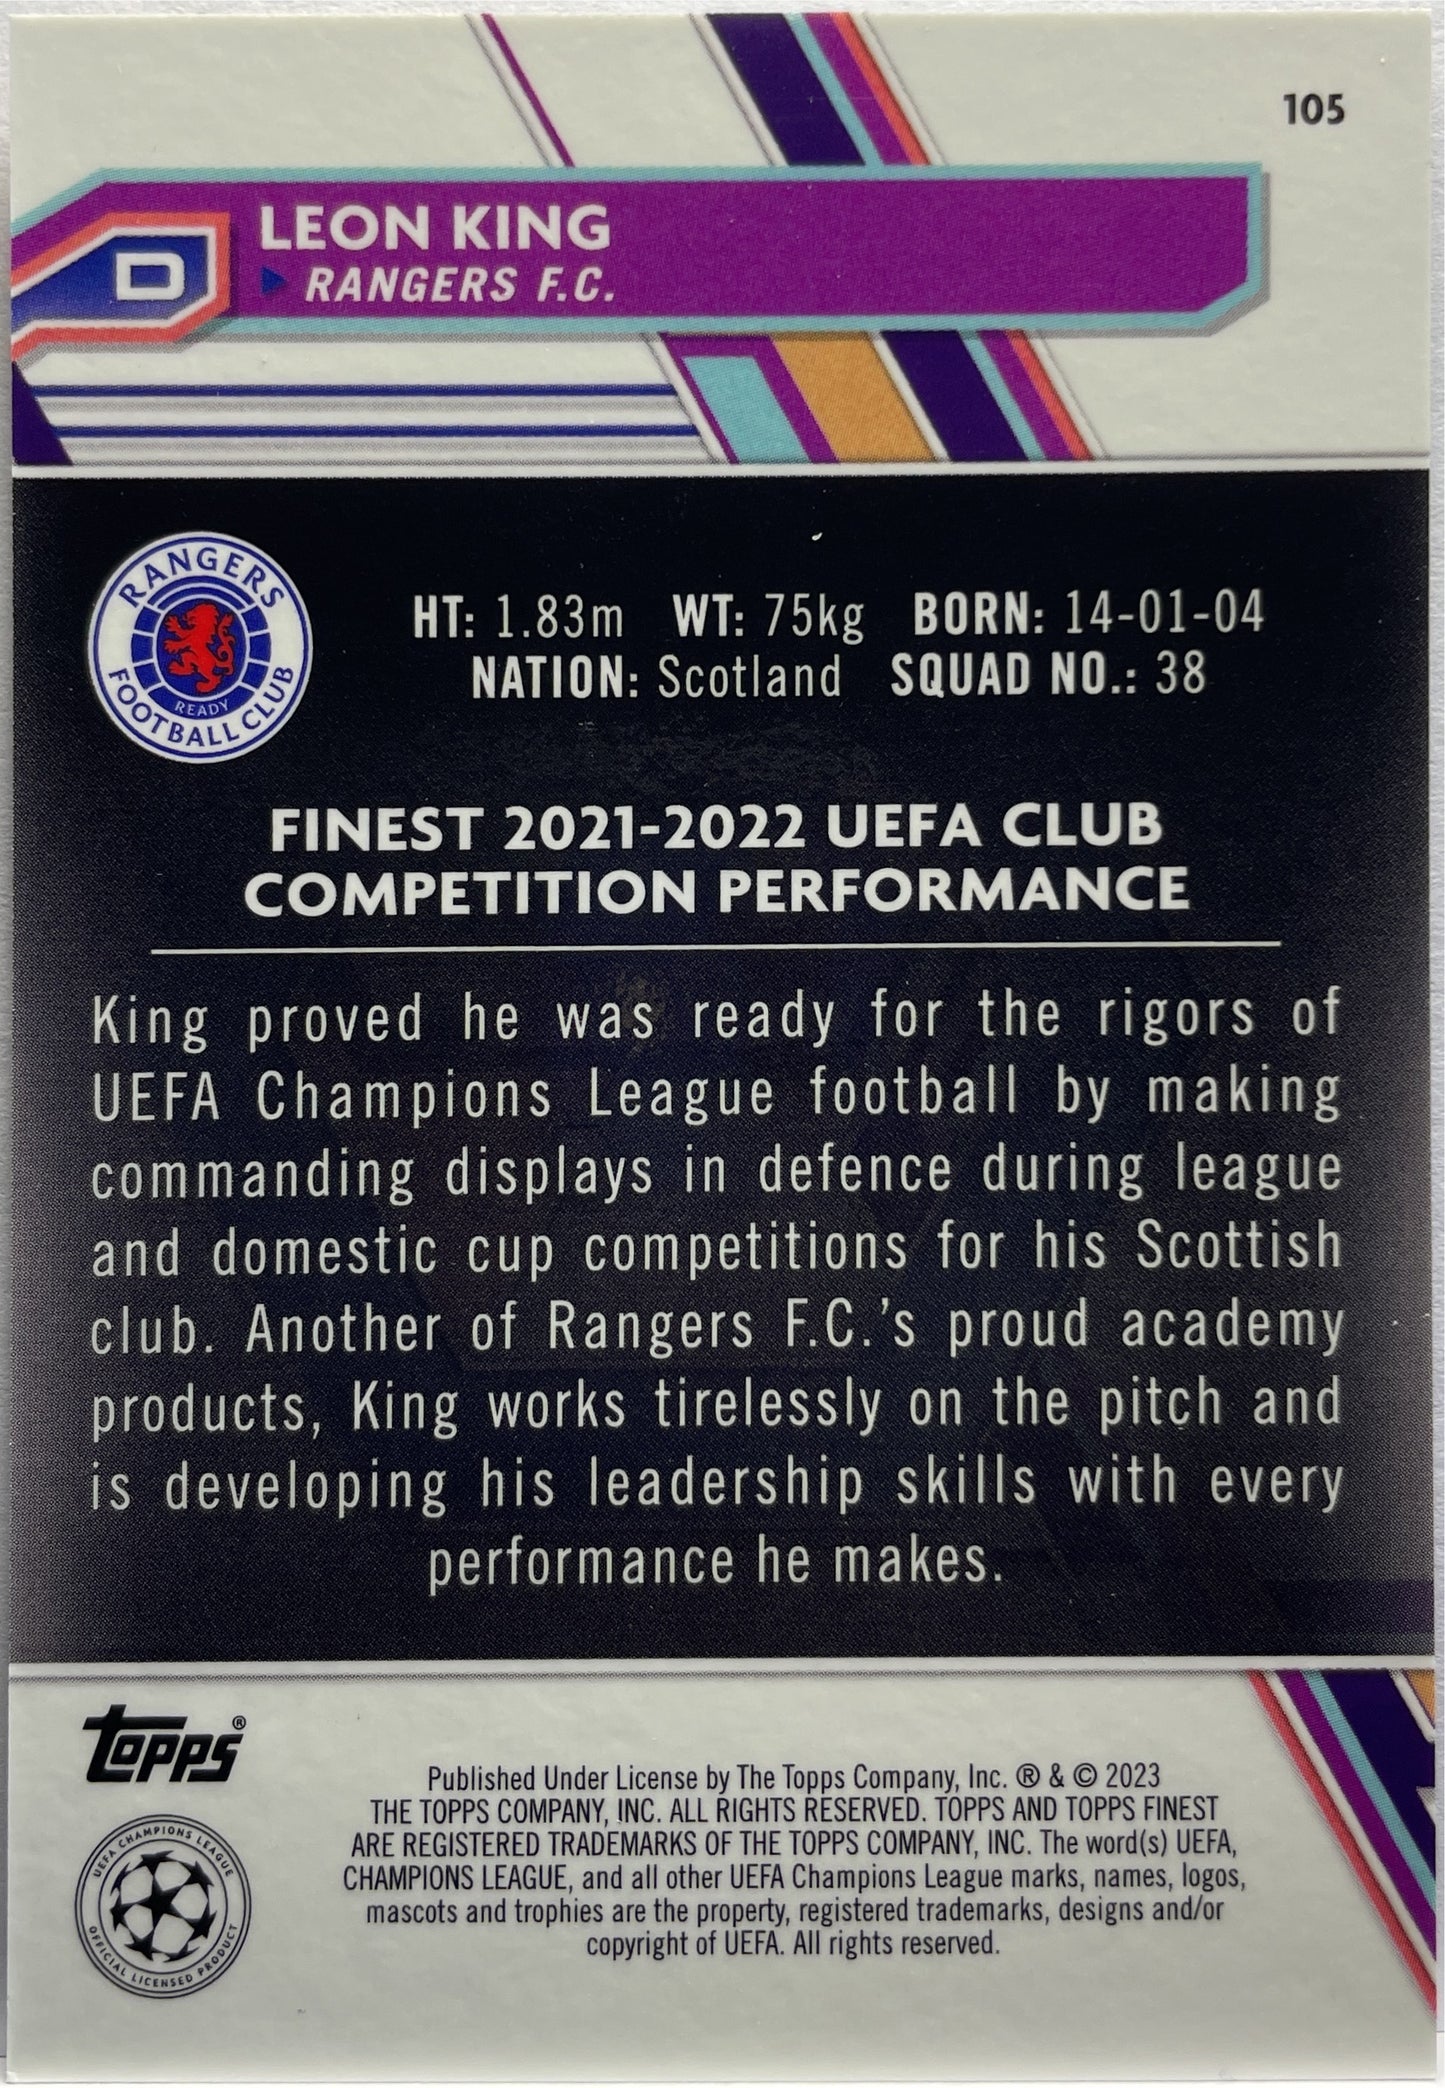 105
LEON KING
D
RANGERS F.C.
RANGERS
FOOTBALL CLUB
READY
HT: 1.83m WT: 75kg BORN: 14-01-04
NATION: Scotland SQUAD NO.: 38
FINEST 2021-2022 UEFA CLUB
COMPETITION PERFORMANCE
King proved he was ready for the rigors of
UEFA Champions League football by making
commanding displays in defence during league
and domestic cup competitions for his Scottish
club. Another of Rangers F.C.'s proud academy
products, King works tirelessly on the pitch and
is developing his leadership skills with every
performance he makes.
Topps®
UEFA CHAMPIONS LEAGUE
OFFICIAL LICENSED PRODUCT
Published Under License by The Topps Company, Inc. ® & © 2023
THE TOPPS COMPANY, INC. ALL RIGHTS RESERVED. TOPPS AND TOPPS FINEST
ARE REGISTERED TRADEMARKS OF THE TOPPS COMPANY, INC. The word(s) UEFA,
CHAMPIONS LEAGUE, and all other UEFA Champions League marks, names, logos,
mascots and trophies are the property, registered trademarks, designs and/or
copyright of UEFA. All rights reserved.